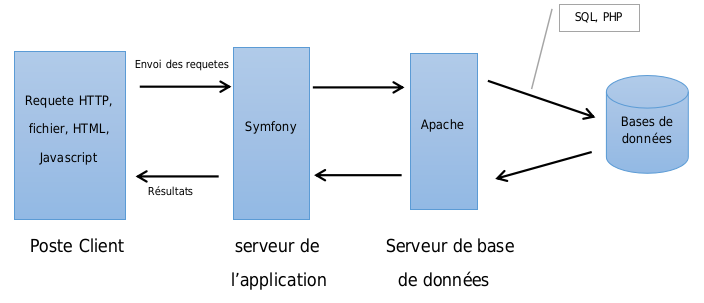 SQL, PHP
Envoi des requetes
Requete HTTP,
fichier, HTML,
Javascript
Symfony
Apache
Bases de
données
Résultats
Poste Client
serveur de
l’application
Serveur de base
de données